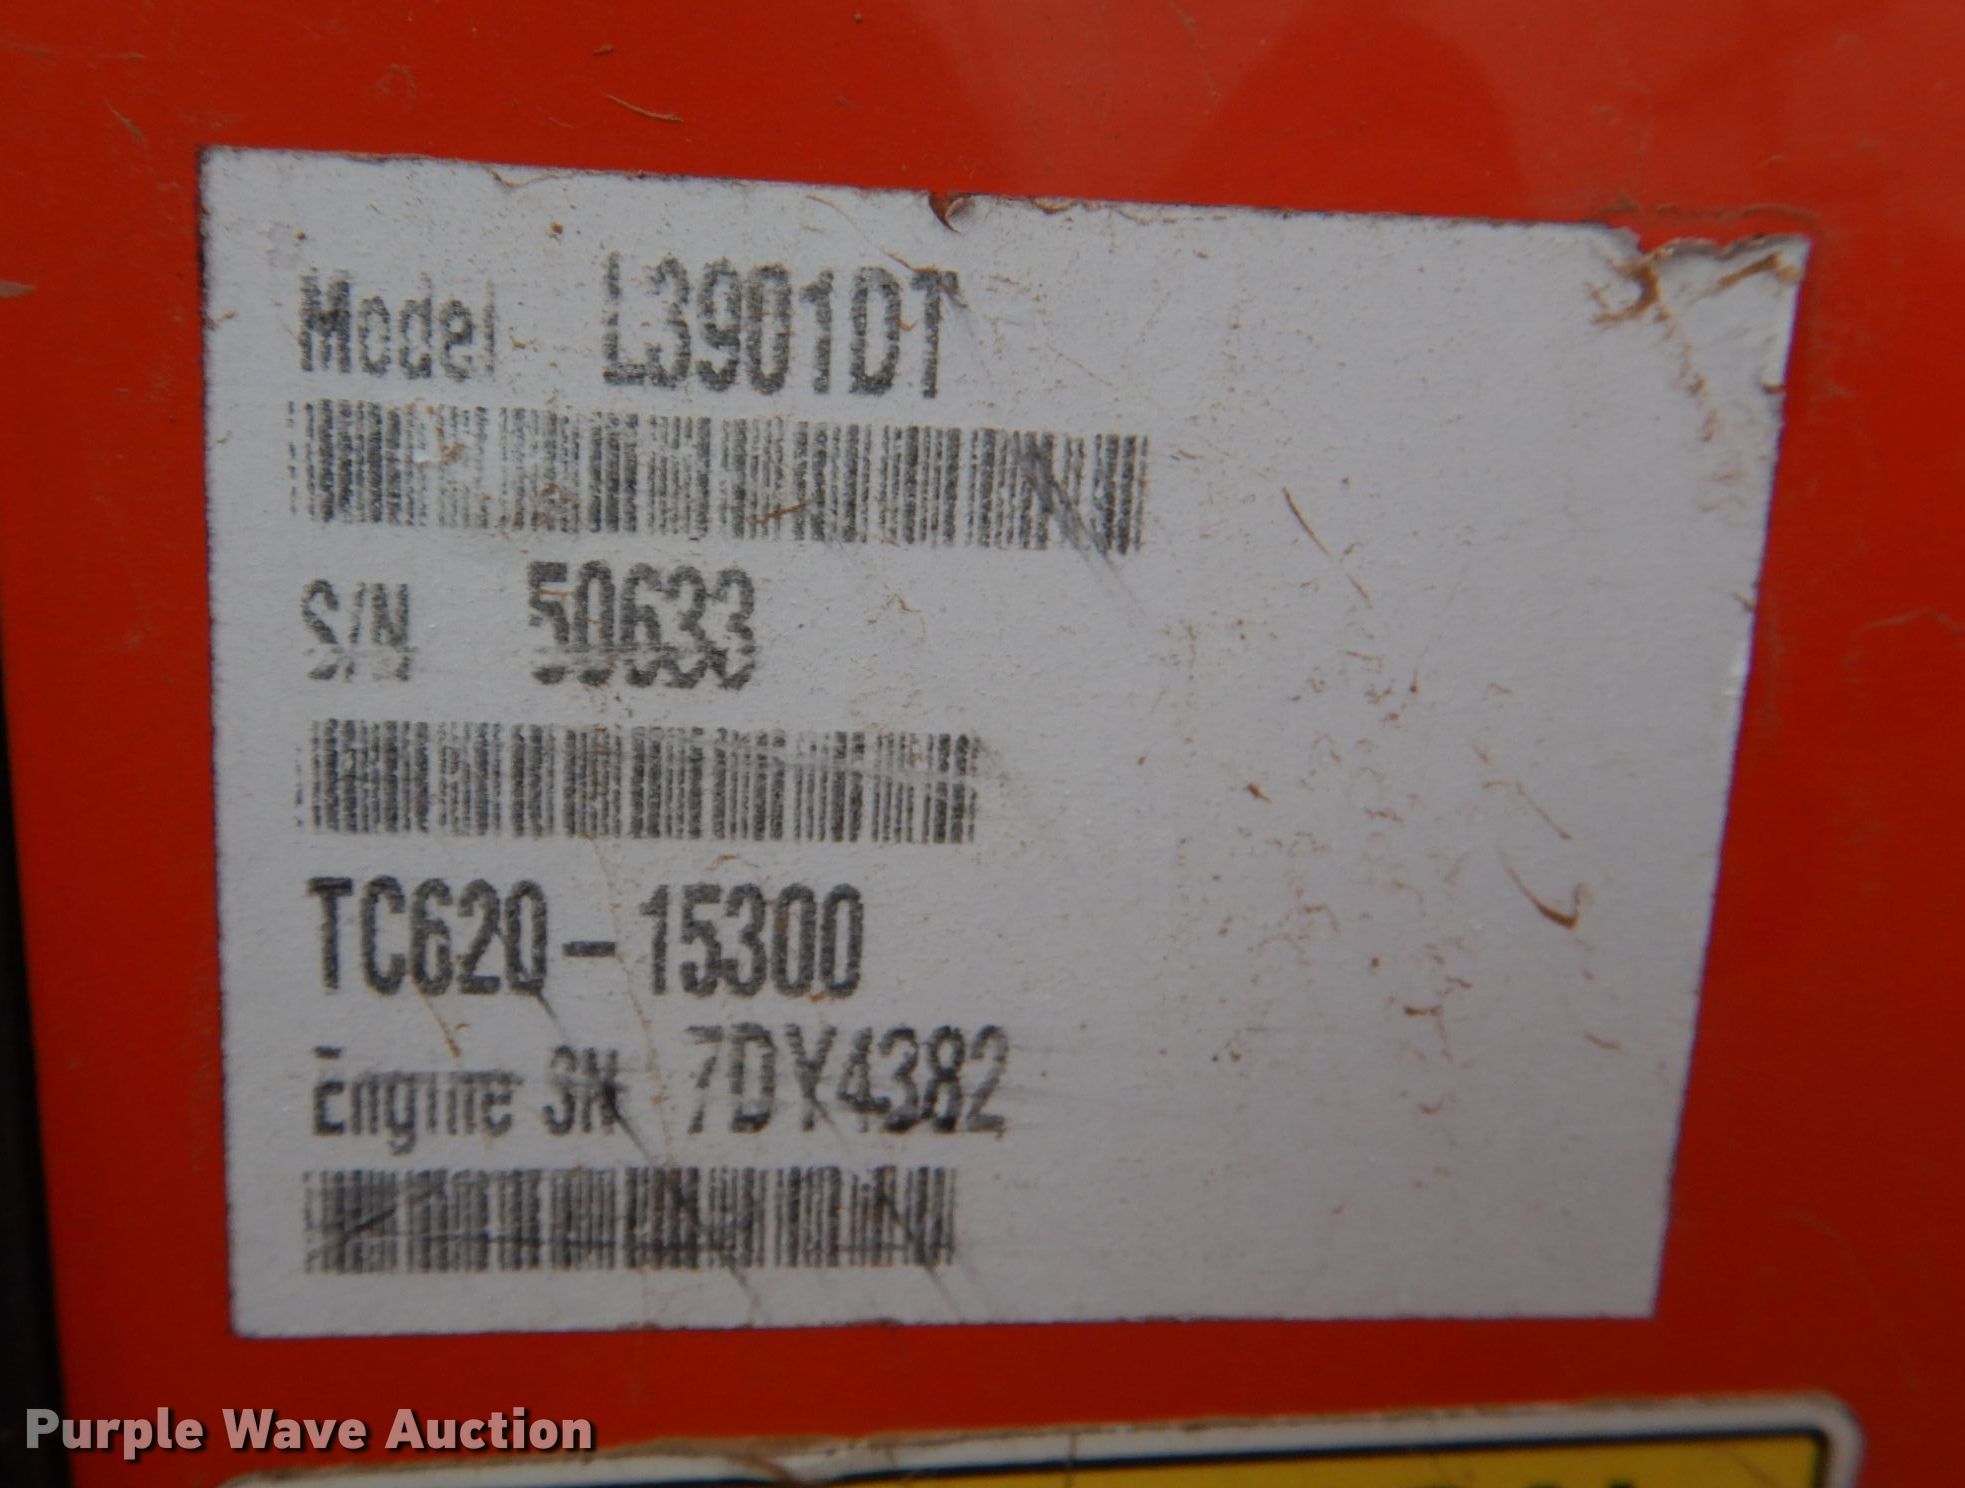 Model L3901DT
S/N 50633
TC620-15300
Engine SN 7DY4382
Purple Wave Auction